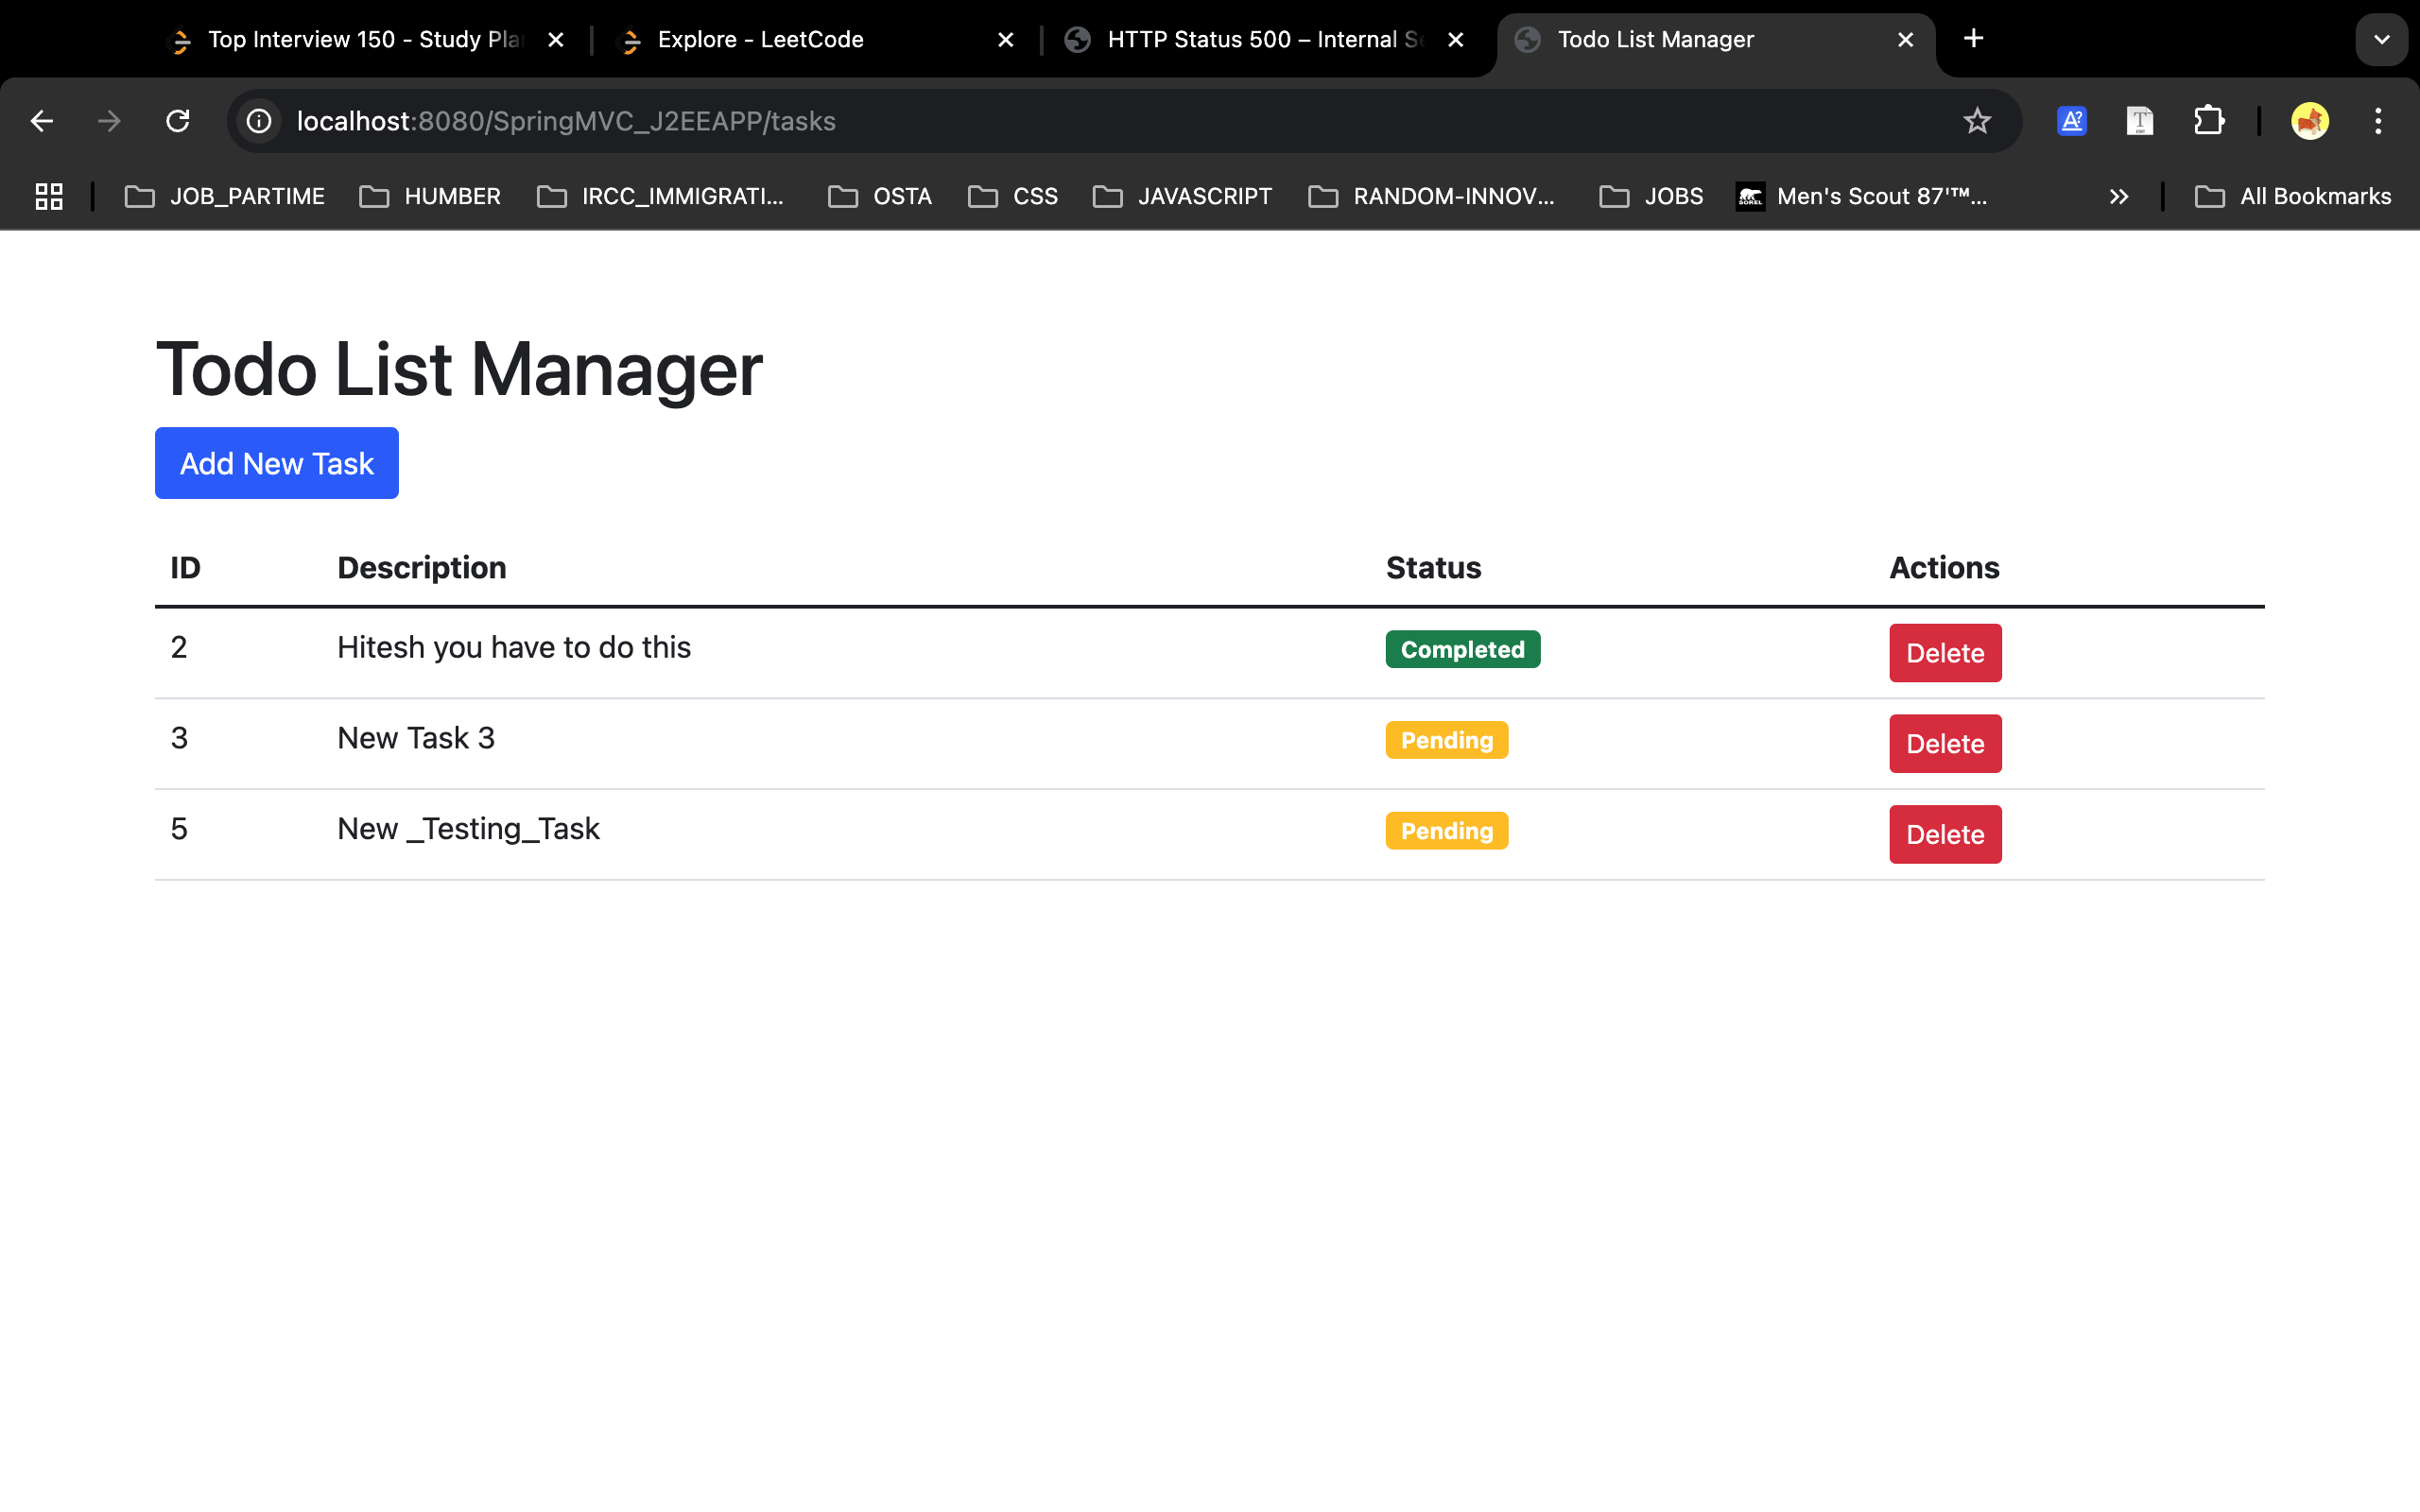 Top Interview 150 - Study Pla
Explore - LeetCode
HTTP Status 500 – Internal Se
Todo List Manager
localhost:8080/SpringMVC_J2EEAPP/tasks
JOB_PARTIME
HUMBER
IRCC_IMMIGRATI...
OSTA
CSS
JAVASCRIPT
RANDOM-INNOV...
JOBS
SOREL
Men's Scout 87'™...
All Bookmarks
Todo List Manager
Add New Task
ID Description Status Actions
2 Hitesh you have to do this Completed Delete
3 New Task 3 Pending Delete
5 New _Testing_Task Pending Delete